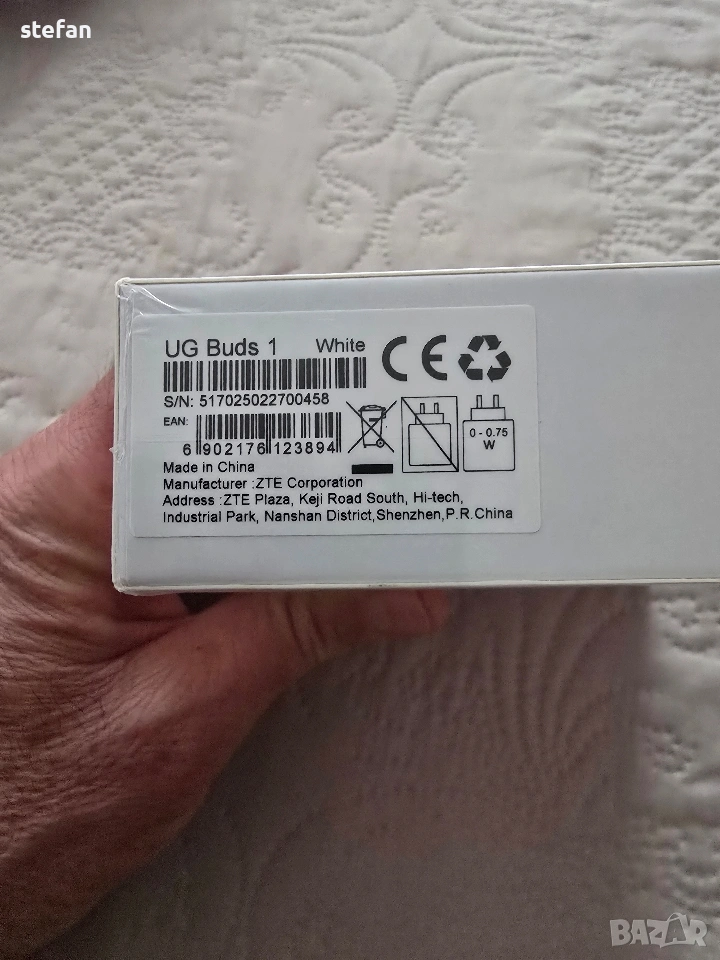 stefan
UG Buds 1 White
CE
S/N: 517025022700458
EAN:
6 902176 123894
0 - 0.75
W
Made in China
Manufacturer :ZTE Corporation
Address :ZTE Plaza, Keji Road South, Hi-tech,
Industrial Park, Nanshan District,Shenzhen,P.R.China
BAZAR